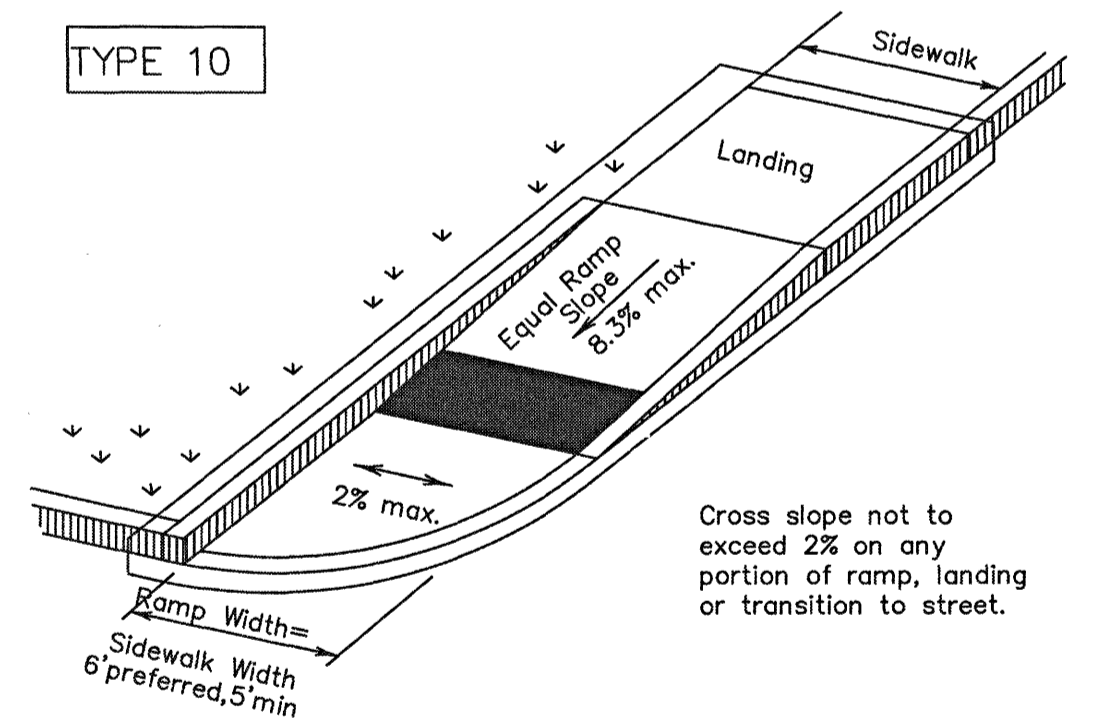 TYPE 10
Sidewalk
Landing
Equal Ramp
Slope
8.3% max.
2% max.
Cross slope not to
exceed 2% on any
portion of ramp, landing
or transition to street.
Ramp Width=
Sidewalk Width
6'preferred,5'min